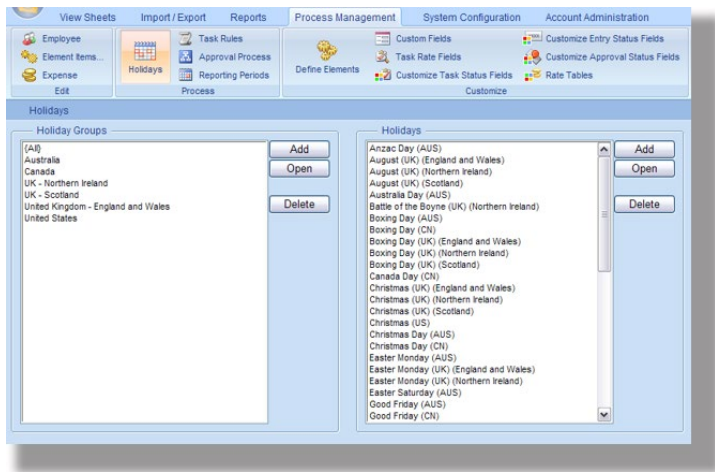 View Sheets Import / Export Reports Process Management System Configuration Account Administration
Employee
Element Items...
Expense
Edit
Holidays
Task Rules
Approval Process
Reporting Periods
Process
Define Elements
Custom Fields
Task Rate Fields
Customize Task Status Fields
Customize Entry Status Fields
Customize Approval Status Fields
Rate Tables
Customize
Holidays
Holiday Groups
{All}
Australia
Canada
UK - Northern Ireland
UK - Scotland
United Kingdom - England and Wales
United States
Add
Open
Delete
Holidays
Anzac Day (AUS)
August (UK) (England and Wales)
August (UK) (Northern Ireland)
August (UK) (Scotland)
Australia Day (AUS)
Battle of the Boyne (UK) (Northern Ireland)
Boxing Day (AUS)
Boxing Day (CN)
Boxing Day (UK) (England and Wales)
Boxing Day (UK) (Northern Ireland)
Boxing Day (UK) (Scotland)
Canada Day (CN)
Christmas (UK) (England and Wales)
Christmas (UK) (Northern Ireland)
Christmas (UK) (Scotland)
Christmas (US)
Christmas Day (AUS)
Christmas Day (CN)
Easter Monday (AUS)
Easter Monday (UK) (England and Wales)
Easter Monday (UK) (Northern Ireland)
Easter Saturday (AUS)
Good Friday (AUS)
Good Friday (CN)
Add
Open
Delete